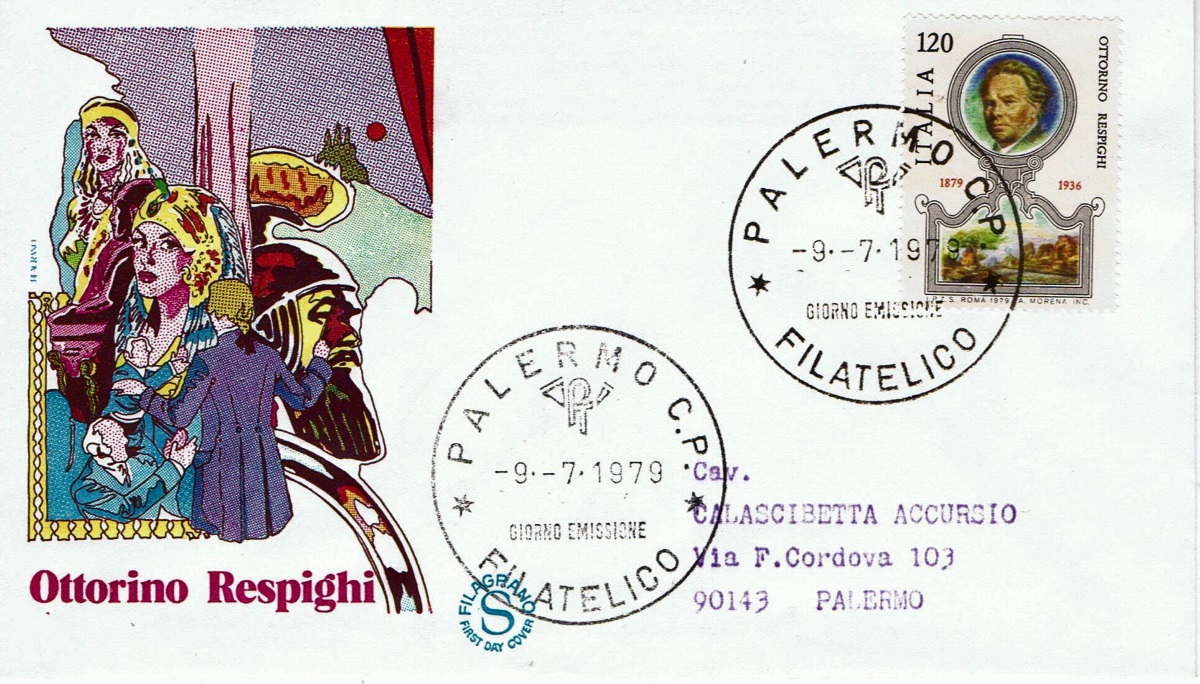 Ottorino Respighi
FILAGRANO
S
FIRST DAY COVER
PALERMO C.P.
-9.-7.1979
GIORNO EMISSIONE
FILATELICO
120
ITALIA
OTTORINO RESPIGHI
1879 1936
I.P.Z.S. ROMA 1979 A. MORENA INC.
PALERMO C.P.
-9.-7.1979
GIORNO EMISSIONE
FILATELICO
Cav.
CALASCIBETTA ACCURSIO
Via F.Cordova 103
90143 PALERMO